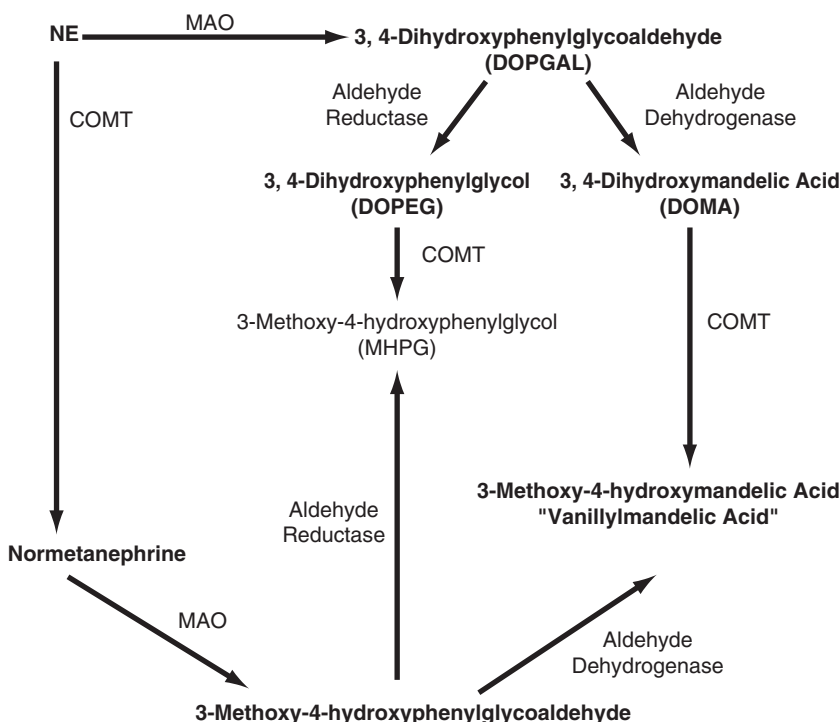 NE
MAO
3, 4-Dihydroxyphenylglycoaldehyde
(DOPGAL)
COMT
Aldehyde
Reductase
Aldehyde
Dehydrogenase
3, 4-Dihydroxyphenylglycol
(DOPEG)
3, 4-Dihydroxymandelic Acid
(DOMA)
COMT
3-Methoxy-4-hydroxyphenylglycol
(MHPG)
COMT
3-Methoxy-4-hydroxymandelic Acid
"Vanillylmandelic Acid"
Aldehyde
Reductase
Normetanephrine
MAO
Aldehyde
Dehydrogenase
3-Methoxy-4-hydroxyphenylglycoaldehyde